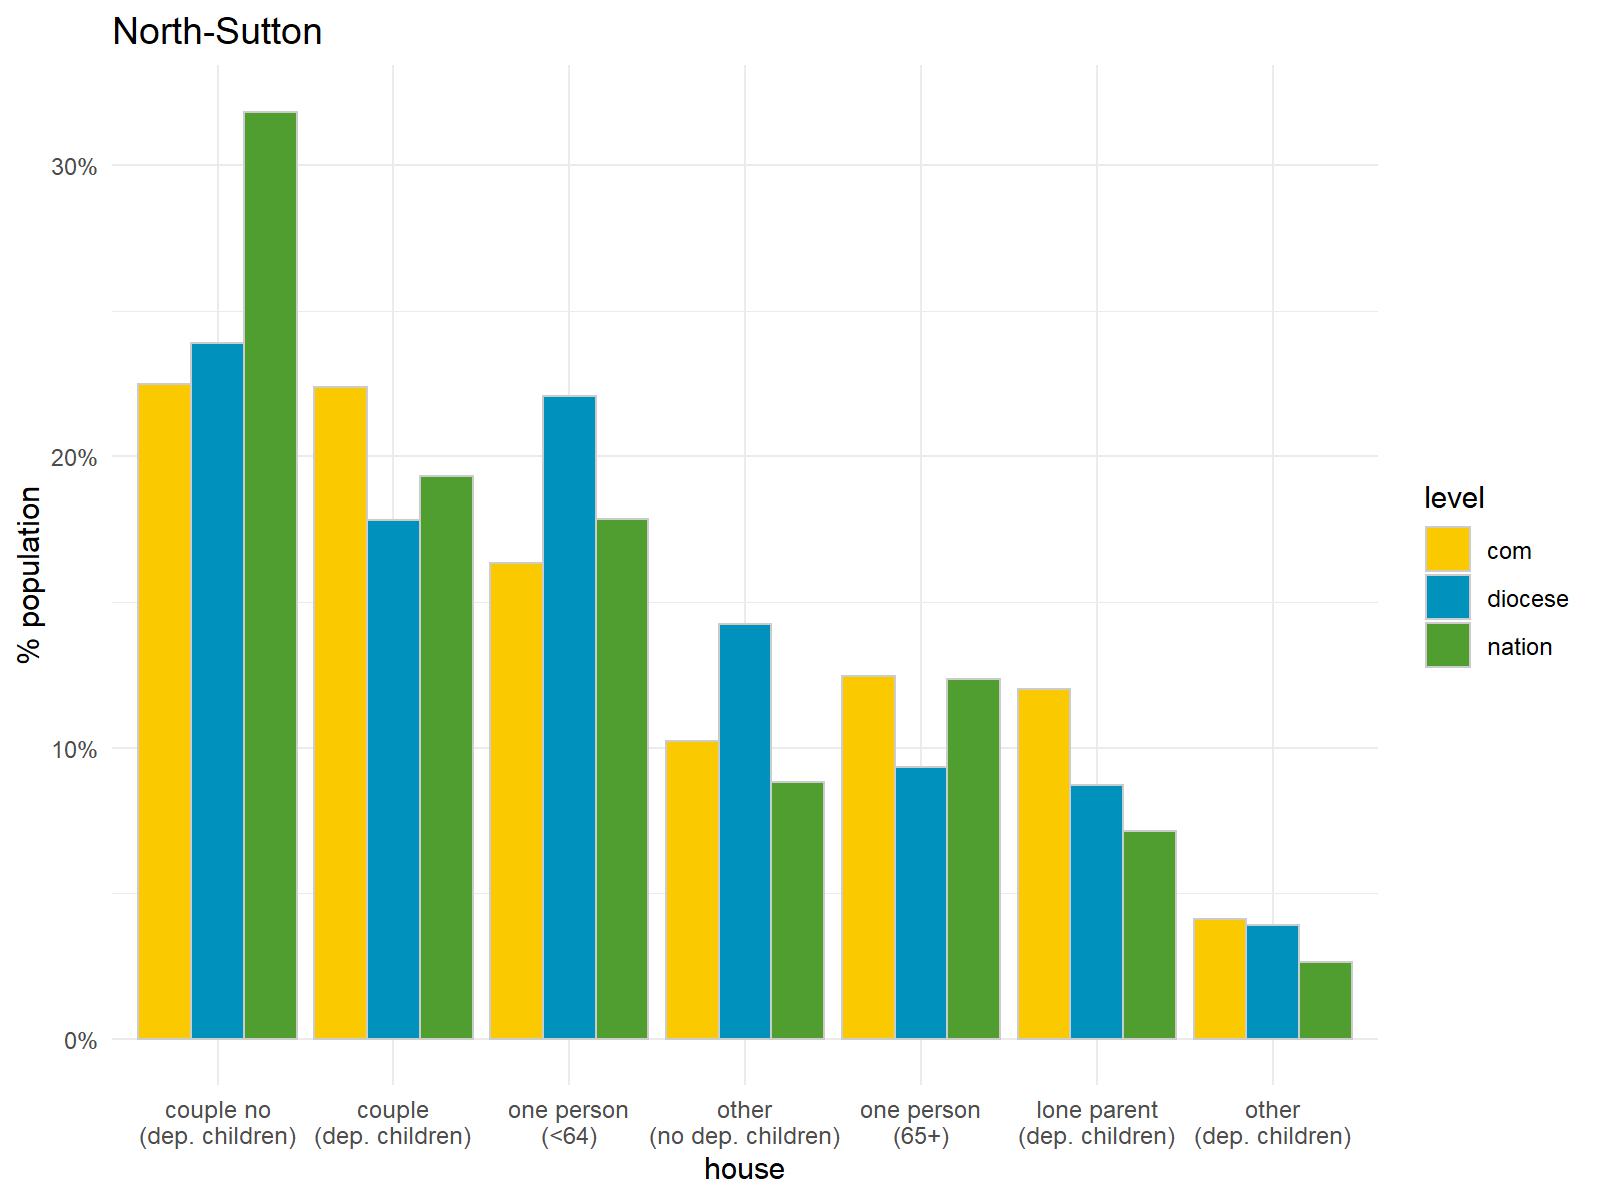 North-Sutton
30%
20%
10%
0%
% population
couple no
(dep. children)
couple
(dep. children)
one person
(<64)
other
(no dep. children)
one person
(65+)
lone parent
(dep. children)
other
(dep. children)
house
level
com
diocese
nation